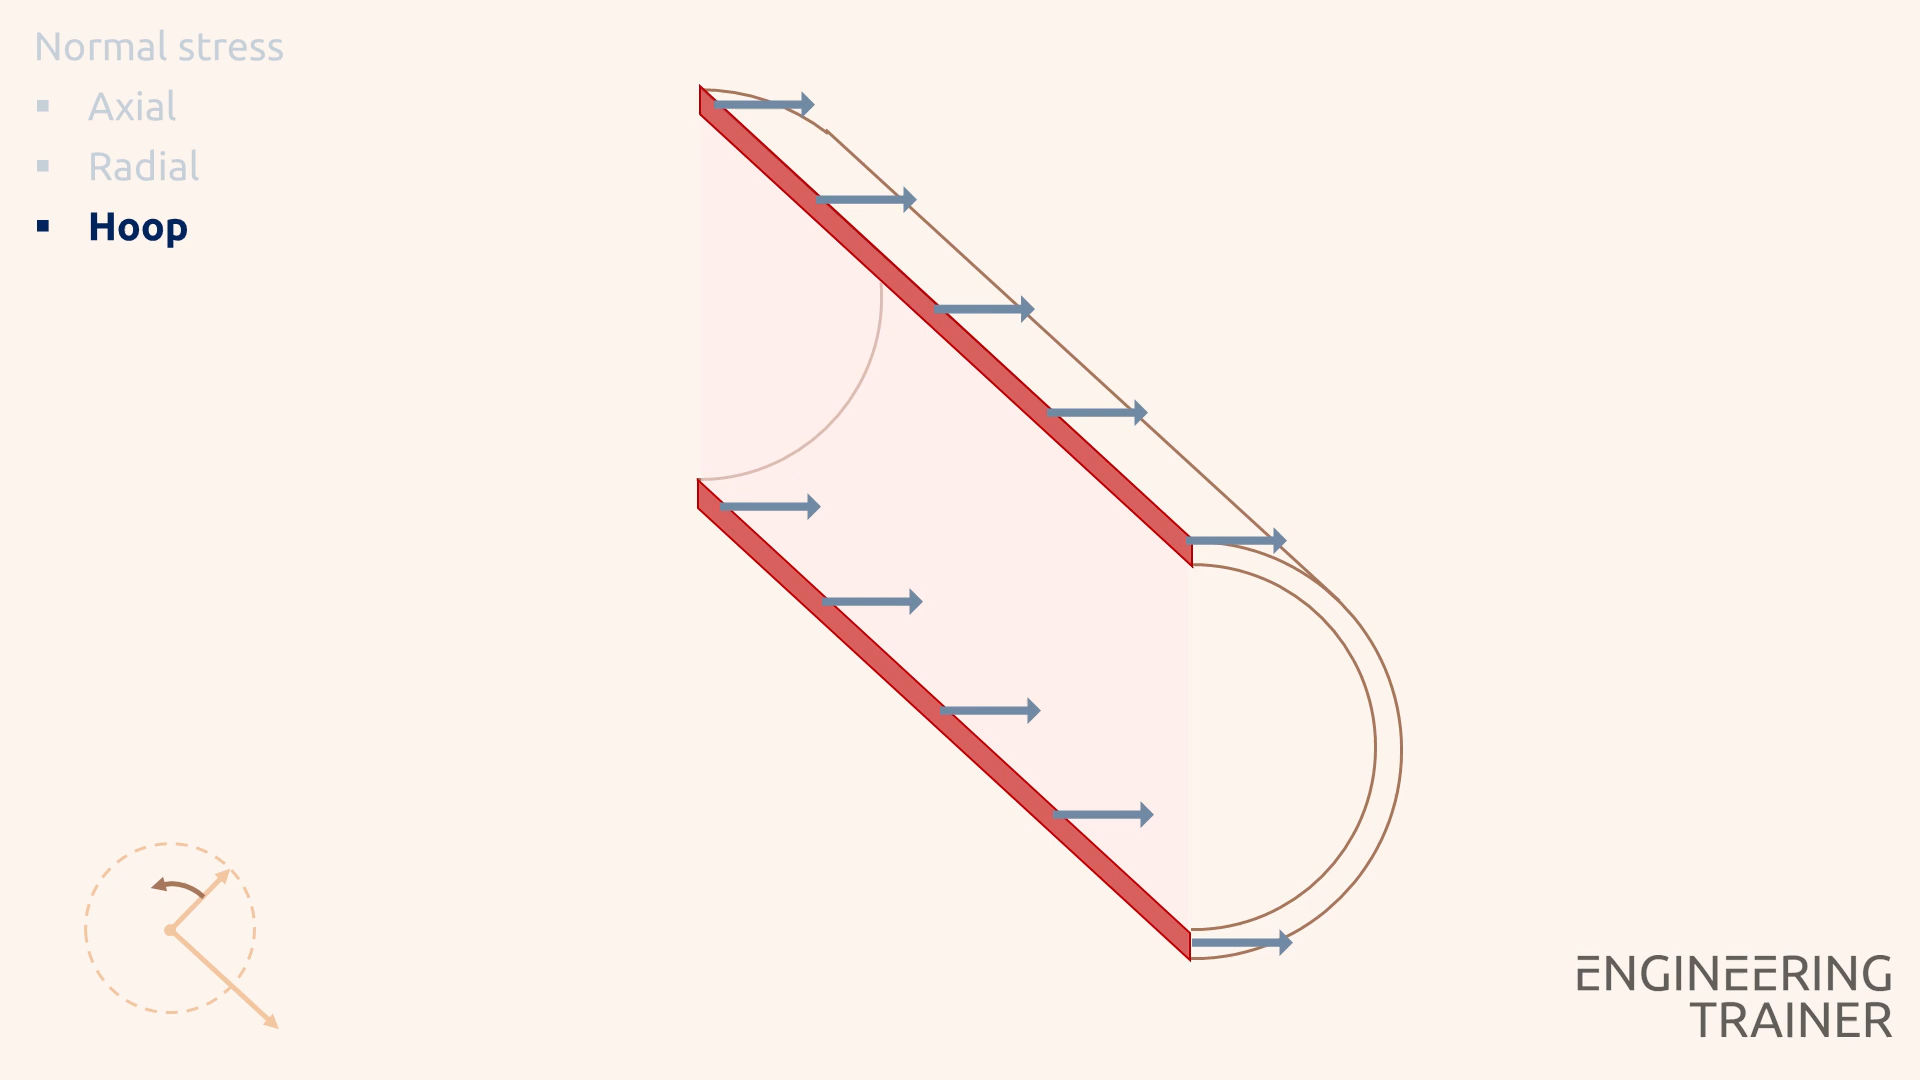 Normal stress
▪ Axial
▪ Radial
▪ Hoop
ENGINEERING
TRAINER